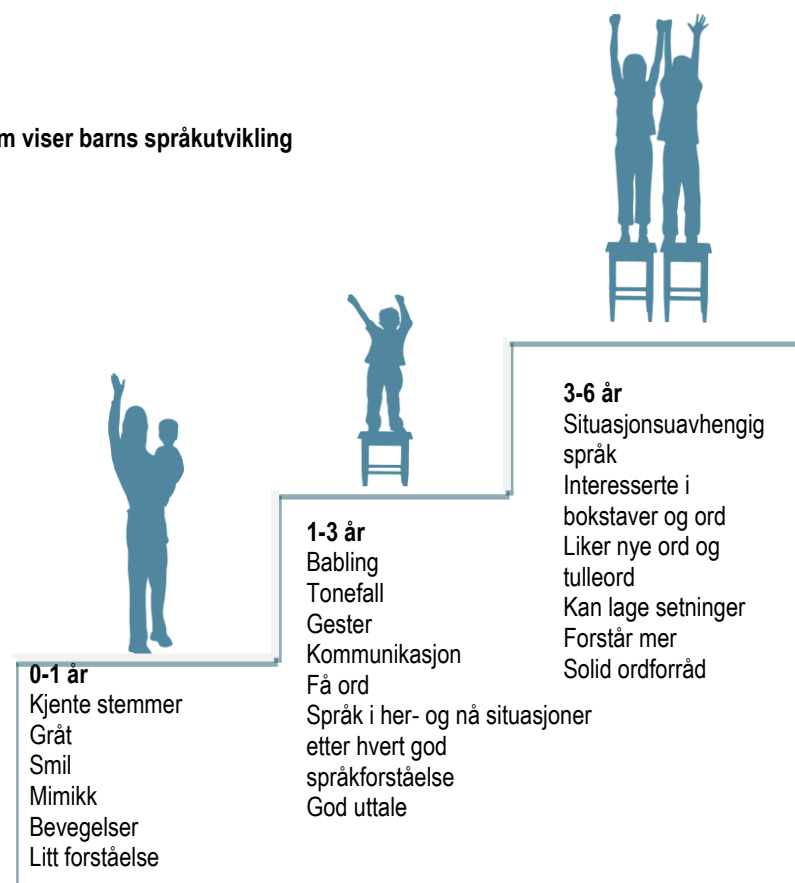 m viser barns språkutvikling
0-1 år
Kjente stemmer
Gråt
Smil
Mimikk
Bevegelser
Litt forståelse
1-3 år
Babling
Tonefall
Gester
Kommunikasjon
Få ord
Språk i her- og nå situasjoner
etter hvert god
språkforståelse
God uttale
3-6 år
Situasjonsuavhengig
språk
Interesserte i
bokstaver og ord
Liker nye ord og
tulleord
Kan lage setninger
Forstår mer
Solid ordforråd